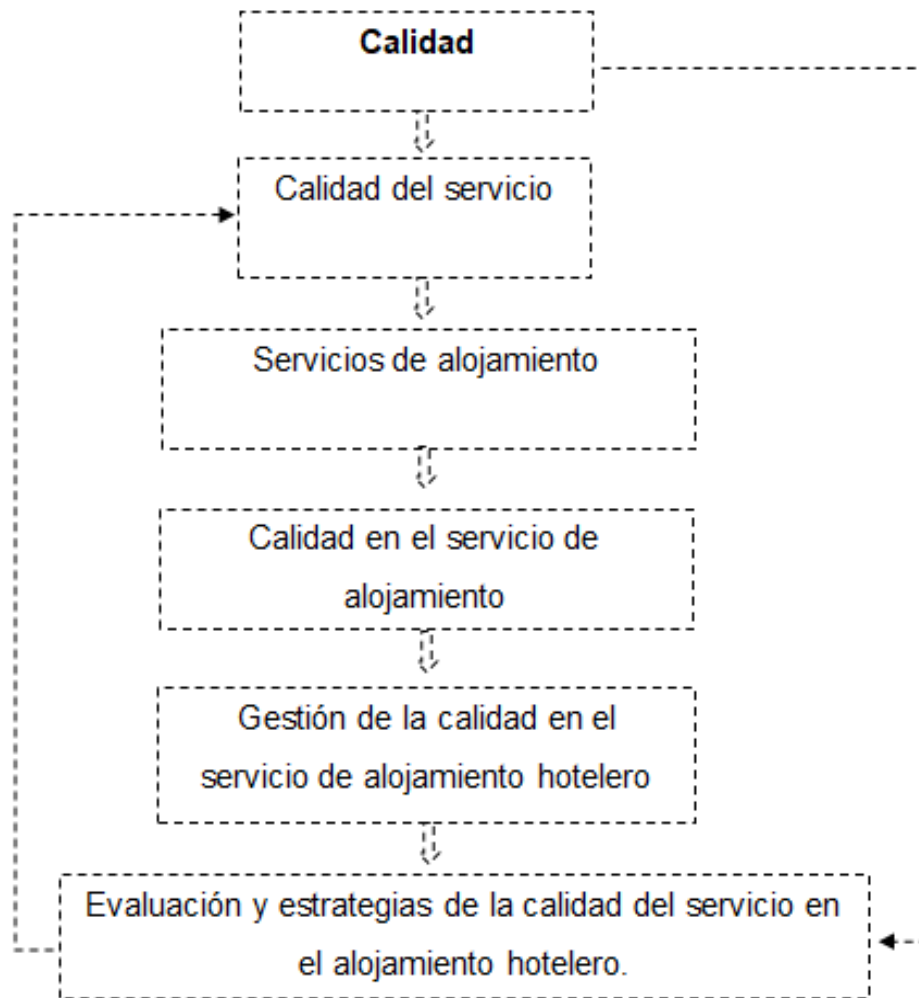 Calidad
Calidad del servicio
Servicios de alojamiento
Calidad en el servicio de
alojamiento
Gestión de la calidad en el
servicio de alojamiento hotelero
Evaluación y estrategias de la calidad del servicio en
el alojamiento hotelero.